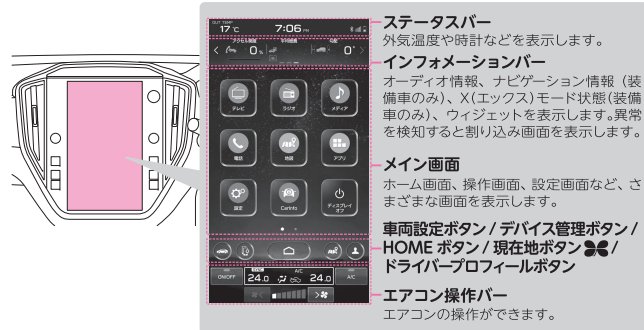 OUT TEMP
17 ℃ 7:06 PM
0 % 0°
テレビ ラジオ メディア
電話 地図 アプリ
設定 Car Info ディスプレイ
オフ
SYNC A/C
ON/OFF 24.0 24.0 A/C
ステータスバー
外気温度や時計などを表示します。
インフォメーションバー
オーディオ情報、ナビゲーション情報（装
備車のみ）、X(エックス)モード状態(装備
車のみ)、ウィジェットを表示します。異常
を検知すると割り込み画面を表示します。
メイン画面
ホーム画面、操作画面、設定画面など、さ
まざまな画面を表示します。
車両設定ボタン / デバイス管理ボタン /
HOME ボタン / 現在地ボタン /
ドライバープロフィールボタン
エアコン操作バー
エアコンの操作ができます。